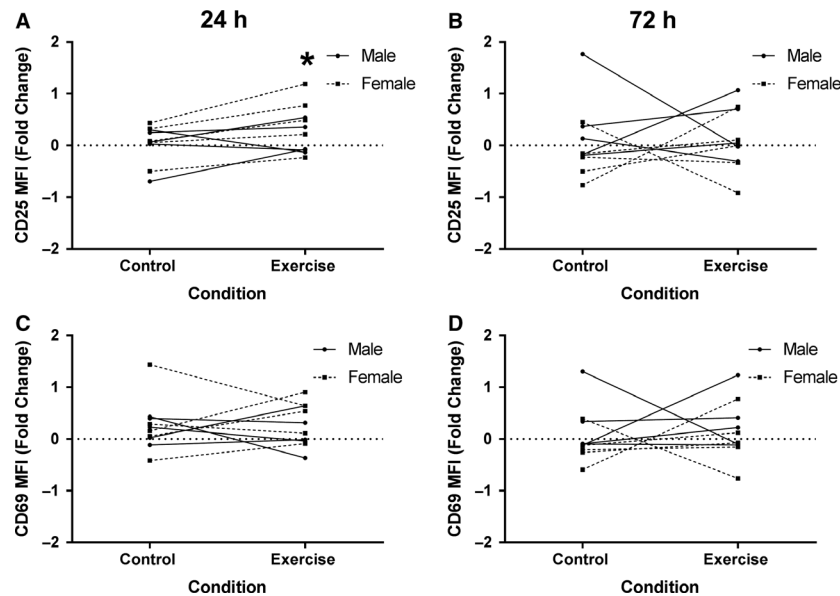 A
24 h
CD25 MFI (Fold Change)
2
1
0
–1
–2
*
Male
Female
Control
Exercise
Condition
B
72 h
CD25 MFI (Fold Change)
2
1
0
–1
–2
Male
Female
Control
Exercise
Condition
C
CD69 MFI (Fold Change)
2
1
0
–1
–2
Male
Female
Control
Exercise
Condition
D
CD69 MFI (Fold Change)
2
1
0
–1
–2
Male
Female
Control
Exercise
Condition